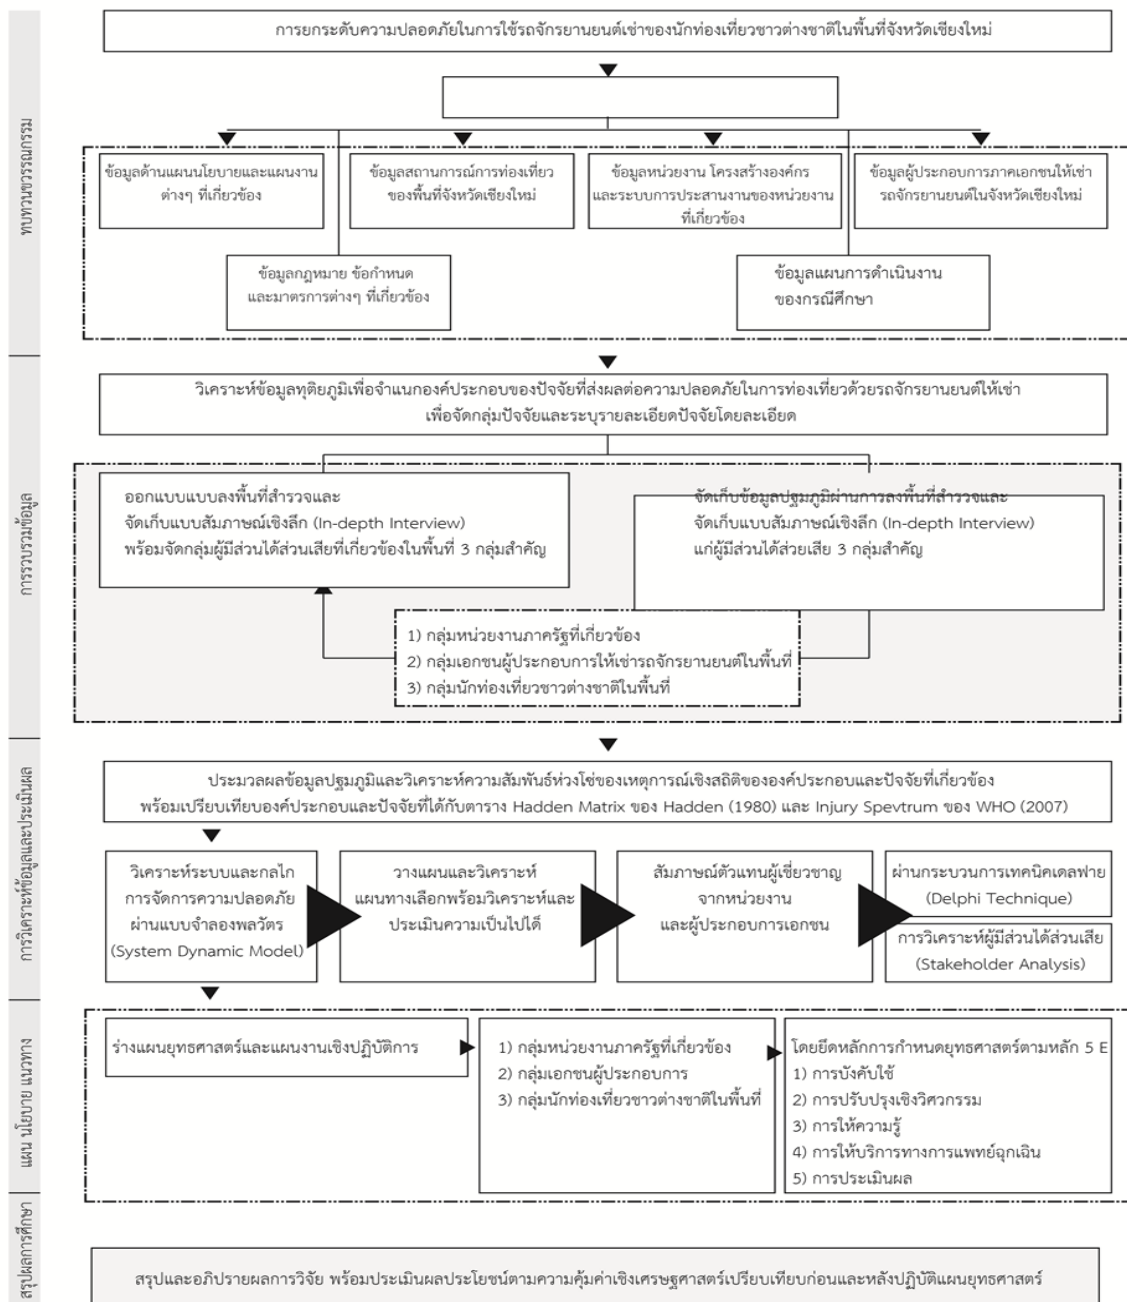 การยกระดับความปลอดภัยในการใช้รถจักรยานยนต์เช่าของนักท่องเที่ยวชาวต่างชาติในพื้นที่จังหวัดเชียงใหม่
ทบทวนขวรรณกรรม
ข้อมูลด้านแผนนโยบายและแผนงาน
ต่างๆ ที่เกี่ยวข้อง
ข้อมูลสถานการณ์การท่องเที่ยว
ของพื้นที่จังหวัดเชียงใหม่
ข้อมูลหน่วยงาน โครงสร้างองค์กร
และระบบการประสานงานของหน่วยงาน
ที่เกี่ยวข้อง
ข้อมูลผู้ประกอบการภาคเอกชนให้เช่า
รถจักรยานยนต์ในจังหวัดเชียงใหม่
ข้อมูลกฎหมาย ข้อกำหนด
และมาตรการต่างๆ ที่เกี่ยวข้อง
ข้อมูลแผนการดำเนินงาน
ของกรณีศึกษา
การรวบรวมข้อมูล
วิเคราะห์ข้อมูลทุติยภูมิเพื่อจำแนกองค์ประกอบของปัจจัยที่ส่งผลต่อความปลอดภัยในการท่องเที่ยวด้วยรถจักรยานยนต์ให้เช่า
เพื่อจัดกลุ่มปัจจัยและระบุรายละเอียดปัจจัยโดยละเอียด
ออกแบบแบบลงพื้นที่สำรวจและ
จัดเก็บแบบสัมภาษณ์เชิงลึก (In-depth Interview)
พร้อมจัดกลุ่มผู้มีส่วนได้ส่วนเสียที่เกี่ยวข้องในพื้นที่ 3 กลุ่มสำคัญ
จัดเก็บข้อมูลปฐมภูมิผ่านการลงพื้นที่สำรวจและ
จัดเก็บแบบสัมภาษณ์เชิงลึก (In-depth Interview)
แก่ผู้มีส่วนได้ส่วยเสีย 3 กลุ่มสำคัญ
1) กลุ่มหน่วยงานภาครัฐที่เกี่ยวข้อง
2) กลุ่มเอกชนผู้ประกอบการให้เช่ารถจักรยานยนต์ในพื้นที่
3) กลุ่มนักท่องเที่ยวชาวต่างชาติในพื้นที่
การวิเคราะห์ข้อมูลและประเมินผล
ประมวลผลข้อมูลปฐมภูมิและวิเคราะห์ความสัมพันธ์ห่วงโซ่ของเหตุการณ์เชิงสถิติขององค์ประกอบและปัจจัยที่เกี่ยวข้อง
พร้อมเปรียบเทียบองค์ประกอบและปัจจัยที่ได้กับตาราง Hadden Matrix ของ Hadden (1980) และ Injury Spevtrum ของ WHO (2007)
วิเคราะห์ระบบและกลไก
การจัดการความปลอดภัย
ผ่านแบบจำลองพลวัตร
(System Dynamic Model)
วางแผนและวิเคราะห์
แผนทางเลือกพร้อมวิเคราะห์และ
ประเมินความเป็นไปได้
สัมภาษณ์ตัวแทนผู้เชี่ยวชาญ
จากหน่วยงาน
และผู้ประกอบการเอกชน
ผ่านกระบวนการเทคนิคเดลฟาย
(Delphi Technique)
การวิเคราะห์ผู้มีส่วนได้ส่วนเสีย
(Stakeholder Analysis)
แผน นโยบาย แนวทาง
ร่างแผนยุทธศาสตร์และแผนงานเชิงปฏิบัติการ
1) กลุ่มหน่วยงานภาครัฐที่เกี่ยวข้อง
2) กลุ่มเอกชนผู้ประกอบการ
3) กลุ่มนักท่องเที่ยวชาวต่างชาติในพื้นที่
โดยยึดหลักการกำหนดยุทธศาสตร์ตามหลัก 5 E
1) การบังคับใช้
2) การปรับปรุงเชิงวิศวกรรม
3) การให้ความรู้
4) การให้บริการทางการแพทย์ฉุกเฉิน
5) การประเมินผล
สรุปผลการศึกษา
สรุปและอภิปรายผลการวิจัย พร้อมประเมินผลประโยชน์ตามความคุ้มค่าเชิงเศรษฐศาสตร์เปรียบเทียบก่อนและหลังปฏิบัติแผนยุทธศาสตร์